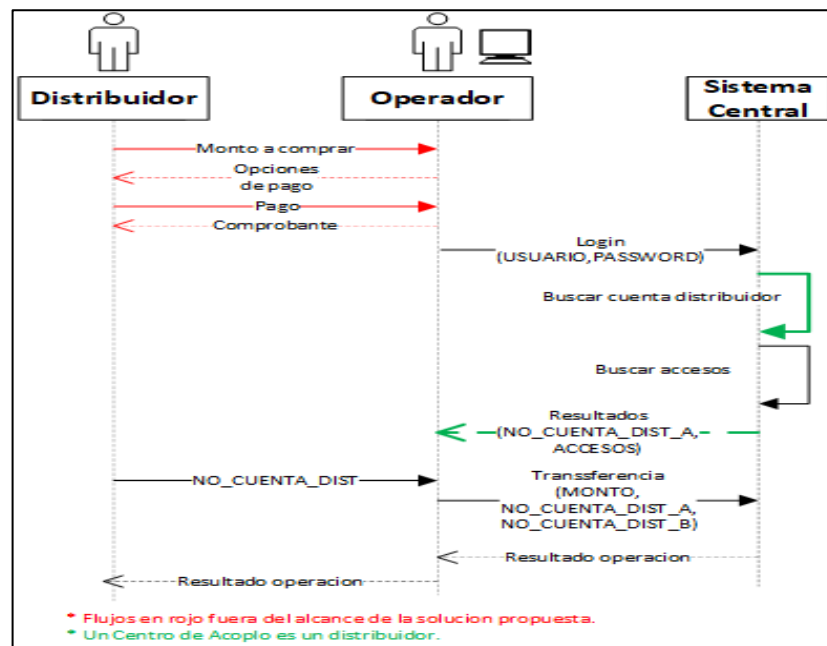 Distribuidor
Operador
Sistema
Central
Monto a comprar
Opciones
de pago
Pago
Comprobante
Login
(USUARIO,PASSWORD)
Buscar cuenta distribuidor
Buscar accesos
Resultados
(NO_CUENTA_DIST_A,
ACCESOS)
NO_CUENTA_DIST
Transsferencia
(MONTO,
NO_CUENTA_DIST_A,
NO_CUENTA_DIST_B)
Resultado operacion
Resultado operacion
* Flujos en rojo fuera del alcance de la solucion propuesta.
* Un Centro de Acoplo es un distribuidor.